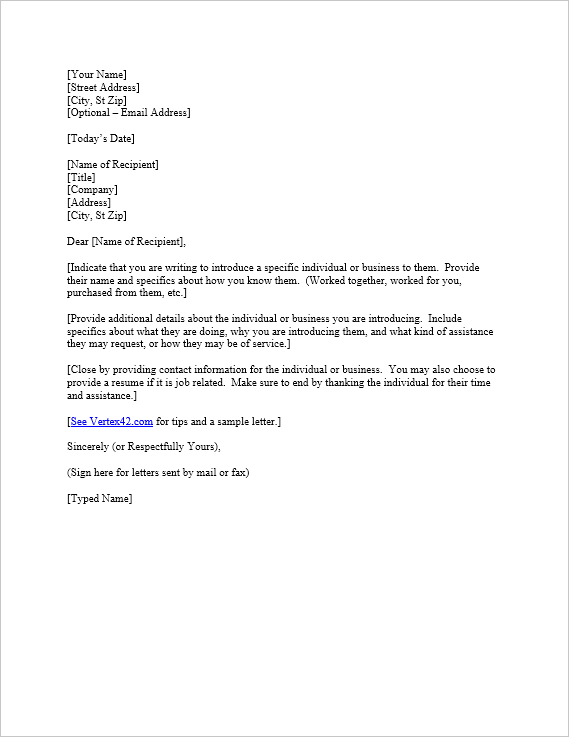 [Your Name]
[Street Address]
[City, St Zip]
[Optional – Email Address]
[Today’s Date]
[Name of Recipient]
[Title]
[Company]
[Address]
[City, St Zip]
Dear [Name of Recipient],
[Indicate that you are writing to introduce a specific individual or business to them.  Provide
their name and specifics about how you know them.  (Worked together, worked for you,
purchased from them, etc.]
[Provide additional details about the individual or business you are introducing.  Include
specifics about what they are doing, why you are introducing them, and what kind of assistance
they may request, or how they may be of service.]
[Close by providing contact information for the individual or business.  You may also choose to
provide a resume if it is job related.  Make sure to end by thanking the individual for their time
and assistance.]
[See Vertex42.com for tips and a sample letter.]
Sincerely (or Respectfully Yours),
(Sign here for letters sent by mail or fax)
[Typed Name]